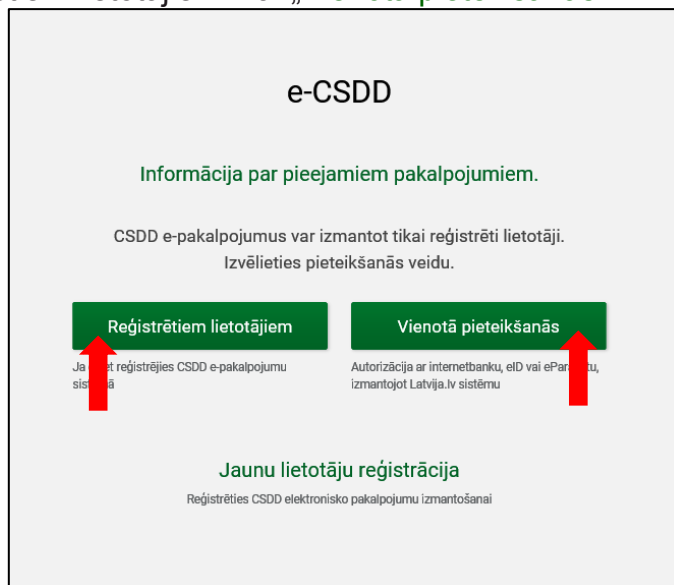 e-CSDD
Informācija par pieejamiem pakalpojumiem.
CSDD e-pakalpojumus var izmantot tikai reģistrēti lietotāji.
Izvēlieties pieteikšanās veidu.
Reģistrētiem lietotājiem
Vienotā pieteikšanās
Ja reģistrējies CSDD e-pakalpojumu
Autorizācija ar internetbanku, eID vai
izmantojot Latvija.lv sistēmu
Jaunu lietotāju reģistrācija
Reģistrēties CSDD elektronisko pakalpojumu izmantošanai